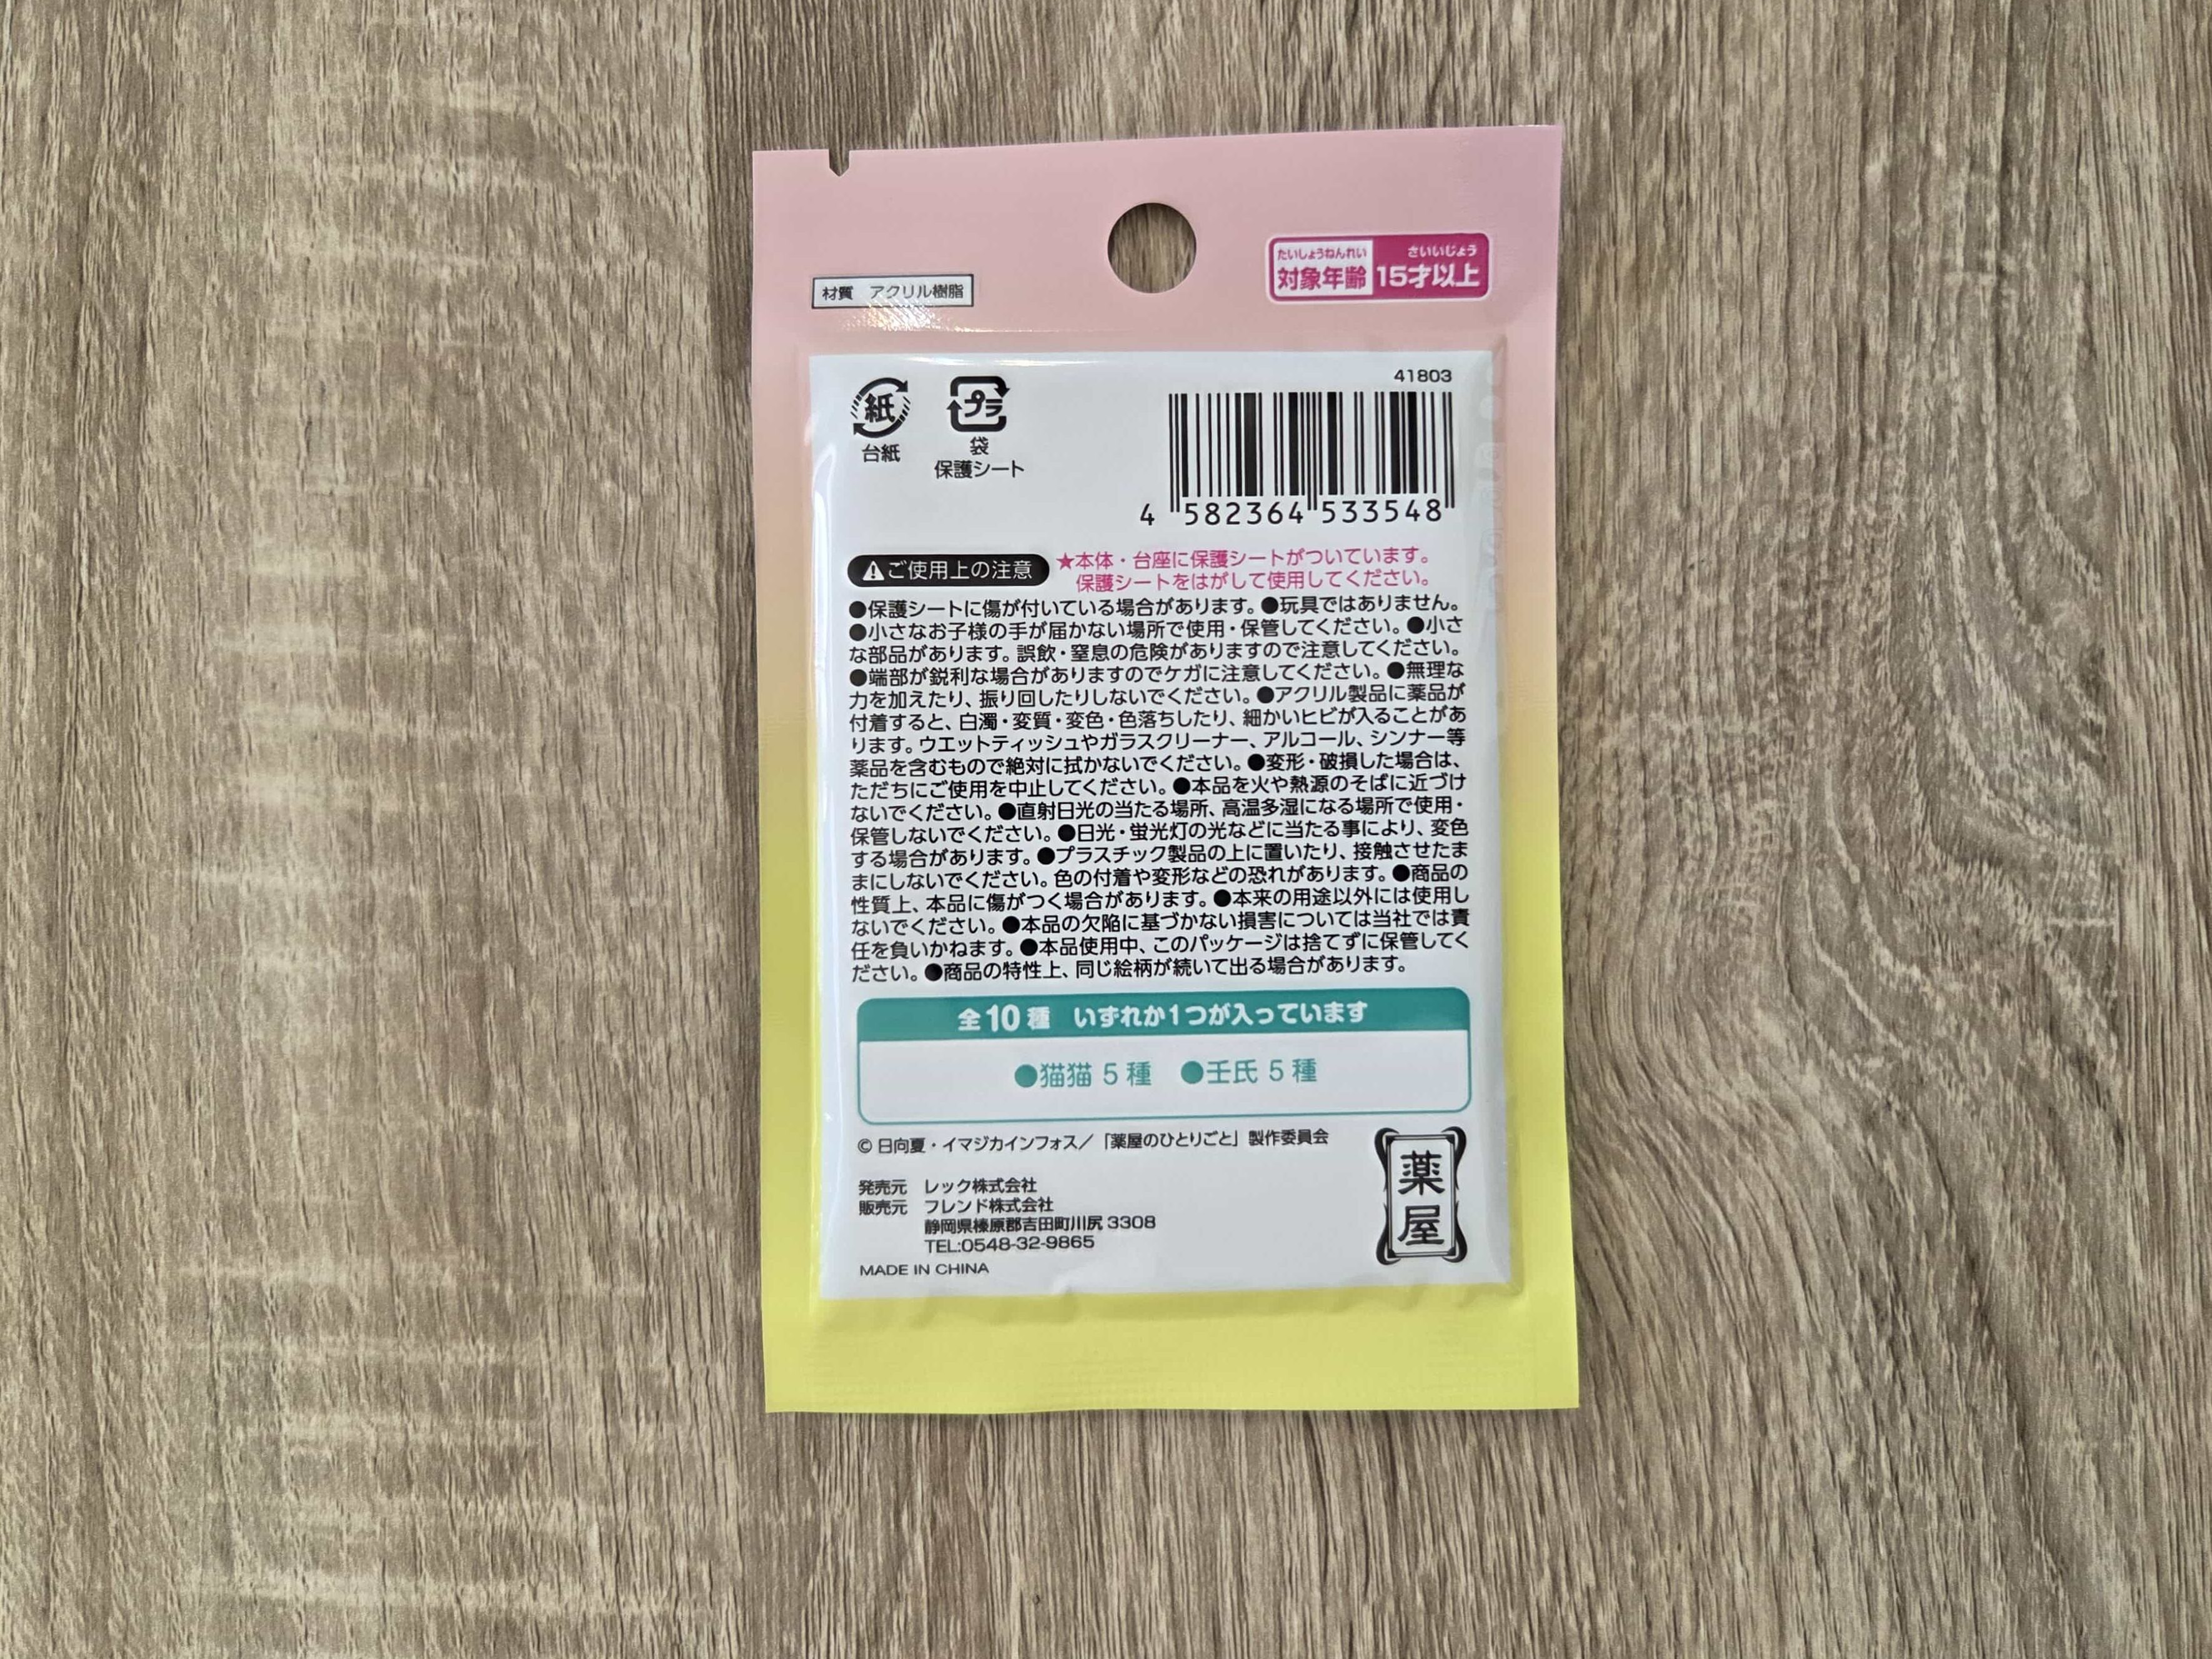 たいしょうねんれい さいいじょう
対象年齢 15才以上
材質 アクリル樹脂
41803
紙
プラ
台紙
袋
保護シート
4 582364 533548
ご使用上の注意
★本体・台座に保護シートがついています。
保護シートをはがして使用してください。
●保護シートに傷が付いている場合があります。●玩具ではありません。
●小さなお子様の手が届かない場所で使用・保管してください。●小さ
な部品があります。誤飲・窒息の危険がありますので注意してください。
●端部が鋭利な場合がありますのでケガに注意してください。●無理な
力を加えたり、振り回したりしないでください。●アクリル製品に薬品が
付着すると、白濁・変質・変色・色落ちしたり、細かいヒビが入ることがあ
ります。ウエットティッシュやガラスクリーナー、アルコール、シンナー等
薬品を含むもので絶対に拭かないでください。●変形・破損した場合は、
ただちにご使用を中止してください。●本品を火や熱源のそばに近づけ
ないでください。●直射日光の当たる場所、高温多湿になる場所で使用・
保管しないでください。●日光・蛍光灯の光などに当たる事により、変色
する場合があります。●プラスチック製品の上に置いたり、接触させたま
まにしないでください。色の付着や変形などの恐れがあります。●商品の
性質上、本品に傷がつく場合があります。●本来の用途以外には使用し
ないでください。●本品の欠陥に基づかない損害については当社では責
任を負いかねます。●本品使用中、このパッケージは捨てずに保管してく
ださい。●商品の特性上、同じ絵柄が続いて出る場合があります。
全10種 いずれか1つが入っています
●猫猫 5 種 ●壬氏 5 種
© 日向夏・イマジカインフォス／「薬屋のひとりごと」製作委員会
発売元 レック株式会社
販売元 フレンド株式会社
静岡県榛原郡吉田町川尻 3308
TEL:0548-32-9865
MADE IN CHINA
薬屋